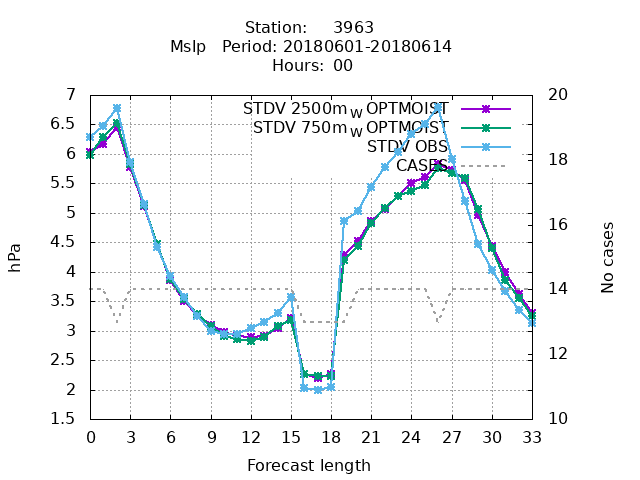 Station: 3963
Mslp Period: 20180601-20180614
Hours: 00
STDV 2500m_W OPTMOIST
STDV 750m_W OPTMOIST
STDV OBS
CASES
7
6.5
6
5.5
5
4.5
4
3.5
3
2.5
2
1.5
hPa
20
18
16
14
12
10
No cases
0 3 6 9 12 15 18 21 24 27 30 33
Forecast length